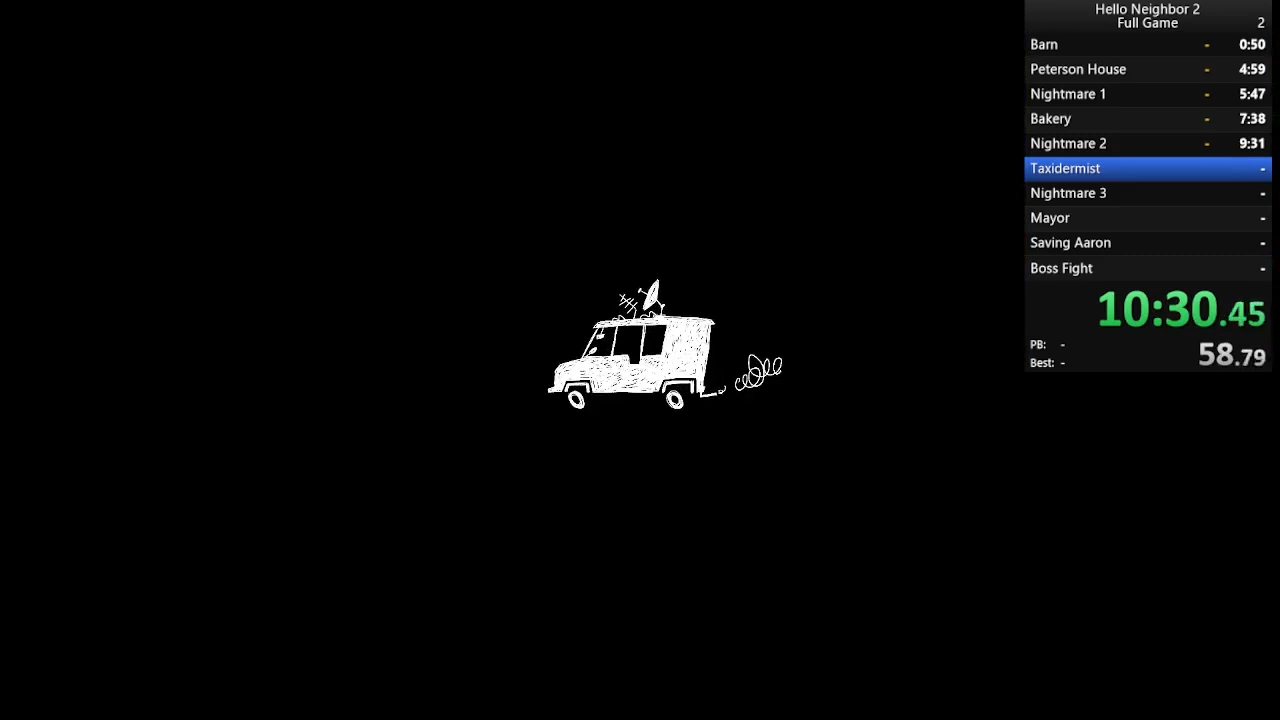 Hello Neighbor 2
Full Game 2
Barn - 0:50
Peterson House - 4:59
Nightmare 1 - 5:47
Bakery - 7:38
Nightmare 2 - 9:31
Taxidermist -
Nightmare 3 -
Mayor -
Saving Aaron -
Boss Fight -
10:30.45
PB: - 58.79
Best: -